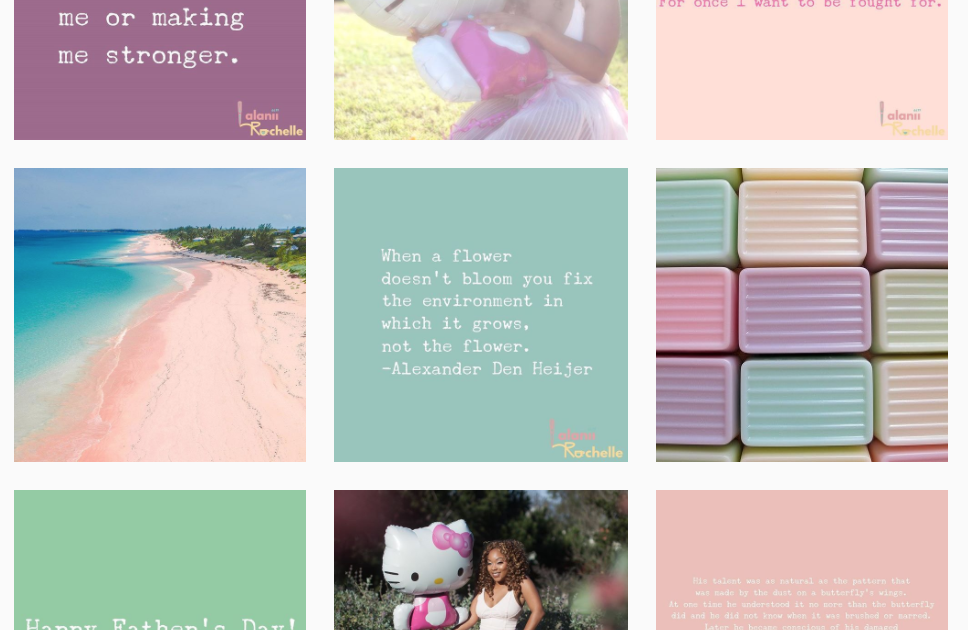 me or making
me stronger.
Lalanii
Rochelle
For once I want to be fought for.
Lalanii
Rochelle
When a flower
doesn't bloom you fix
the environment in
which it grows,
not the flower.
-Alexander Den Heijer
Lalanii
Rochelle
Happy Father's Day!
His talent was as natural as the pattern that
was made by the dust on a butterfly's wings.
At one time he understood it no more than the butterfly
did and he did not know when it was brushed or marred.
Later he became conscious of his damaged